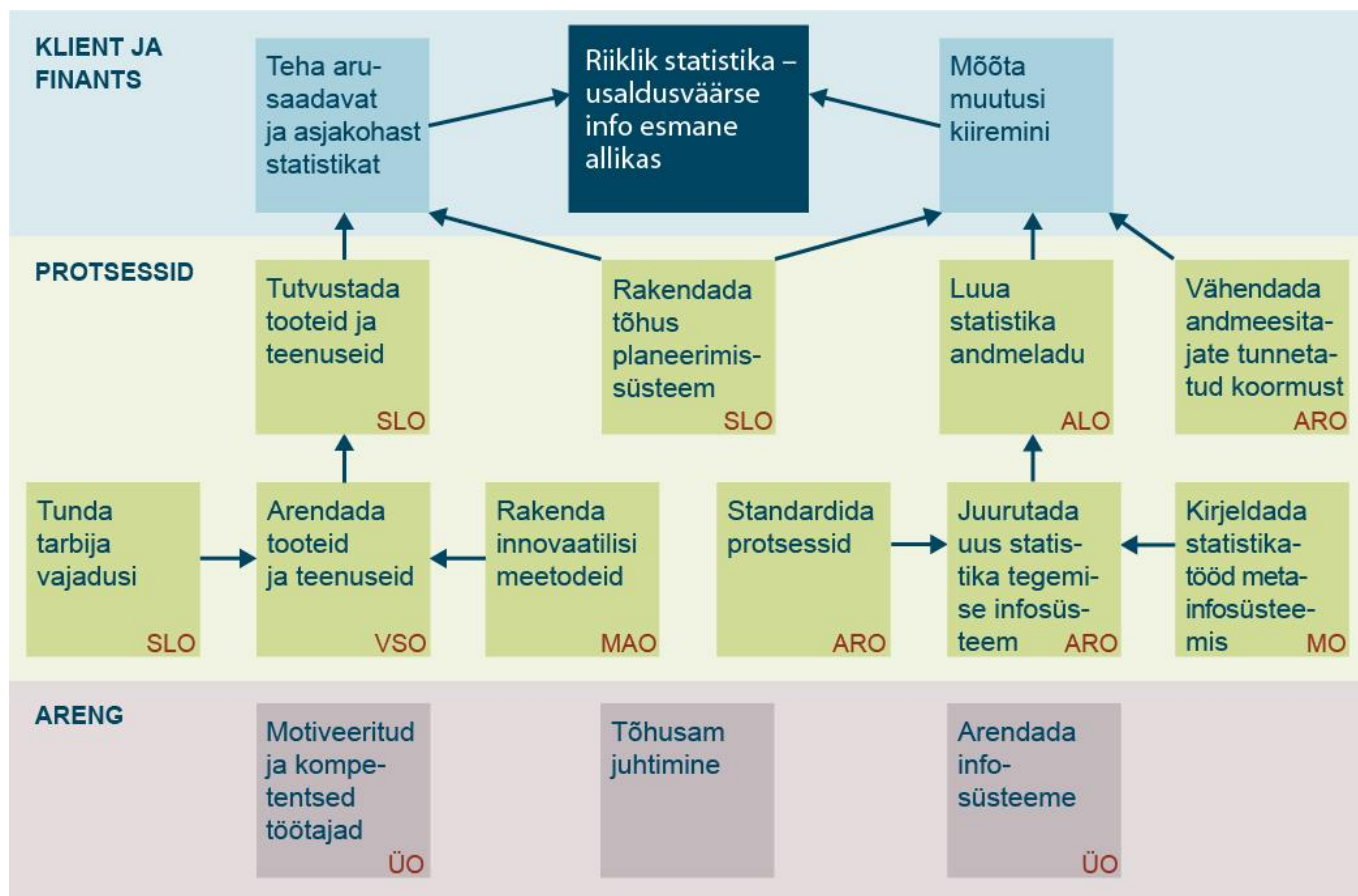 KLIENT JA
FINANTS
Teha aru-
saadavat
ja asjakohast
statistikat
Riiklik statistika –
usaldusväärse
info esmane
allikas
Mõõta
muutusi
kiiremini
PROTSESSID
Tutvustada
tooteid ja
teenuseid
SLO
Rakendada
tõhus
planeerimis-
süsteem
SLO
Luua
statistika
andmeladu
ALO
Vähendada
andmeesita-
jate tunneta-
tud koormust
ARO
Tunda
tarbija
vajadusi
SLO
Arendada
tooteid
ja teenuseid
VSO
Rakenda
innovaatilisi
meetodeid
MAO
Standardida
protsessid
ARO
Juurutada
uus statis-
tika tegemi-
se infosüs-
teem
ARO
Kirjeldada
statistika-
tööd meta-
infosüstee-
mis
MO
ARENG
Motiveeritud
ja kompe-
tentsed
töötajad
ÜO
Tõhusam
juhtimine
Arendada
info-
süsteeme
ÜO